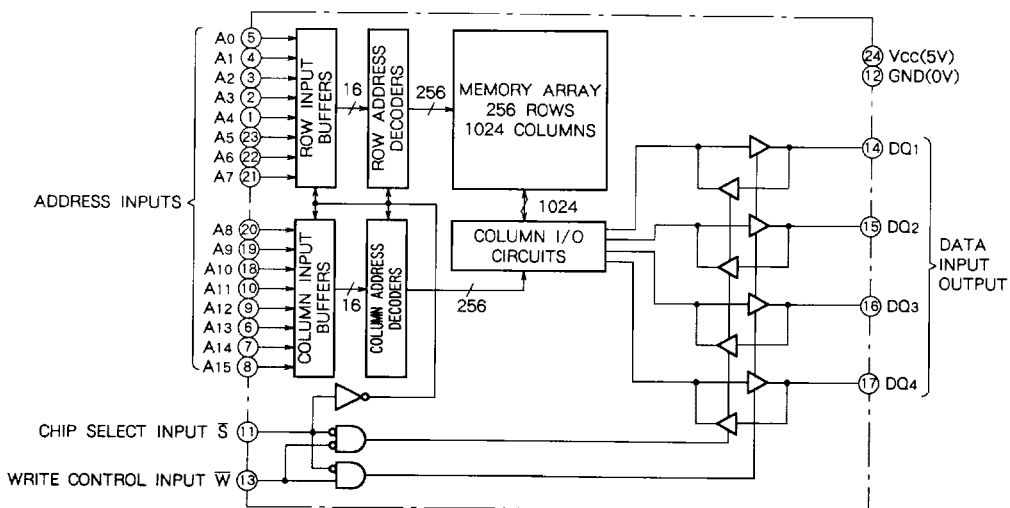 ADDRESS INPUTS
A0 5
A1 4
A2 3
A3 2
A4 1
A5 23
A6 22
A7 21
A8 20
A9 19
A10 18
A11 10
A12 9
A13 6
A14 7
A15 8
ROW INPUT
BUFFERS
16
ROW ADDRESS
DECODERS
256
MEMORY ARRAY
256 ROWS
1024 COLUMNS
1024
COLUMN INPUT
BUFFERS
16
COLUMN ADDRESS
DECODERS
256
COLUMN I/O
CIRCUITS
24 VCC(5V)
12 GND(0V)
14 DQ1
15 DQ2
16 DQ3
17 DQ4
DATA
INPUT
OUTPUT
CHIP SELECT INPUT S̅ 11
WRITE CONTROL INPUT W̅ 13